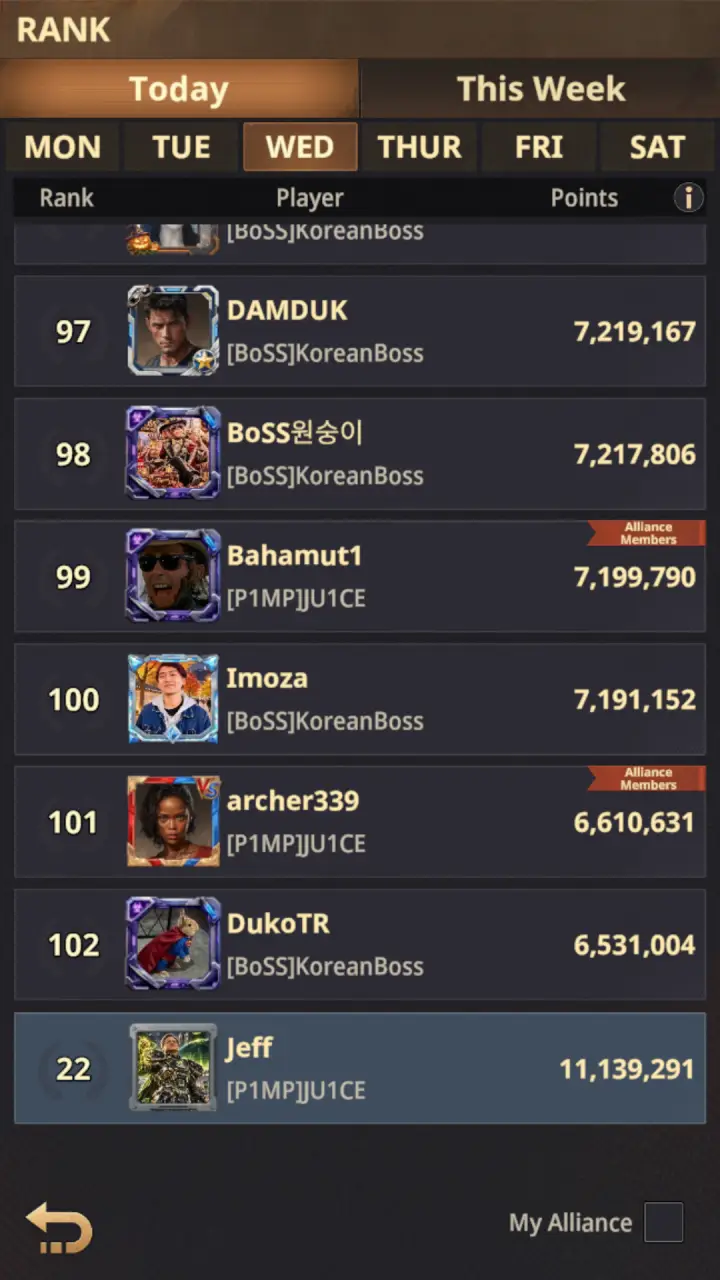 RANK
Today
This Week
MON TUE WED THUR FRI SAT
Rank Player Points i
[BoSS]KoreanBoss
97 DAMDUK 7,219,167
[BoSS]KoreanBoss
98 BoSS원숭이 7,217,806
[BoSS]KoreanBoss
Alliance Members
99 Bahamut1 7,199,790
[P1MP]JU1CE
100 Imoza 7,191,152
[BoSS]KoreanBoss
Alliance Members
101 archer339 6,610,631
[P1MP]JU1CE
VS
102 DukoTR 6,531,004
[BoSS]KoreanBoss
22 Jeff 11,139,291
[P1MP]JU1CE
My Alliance